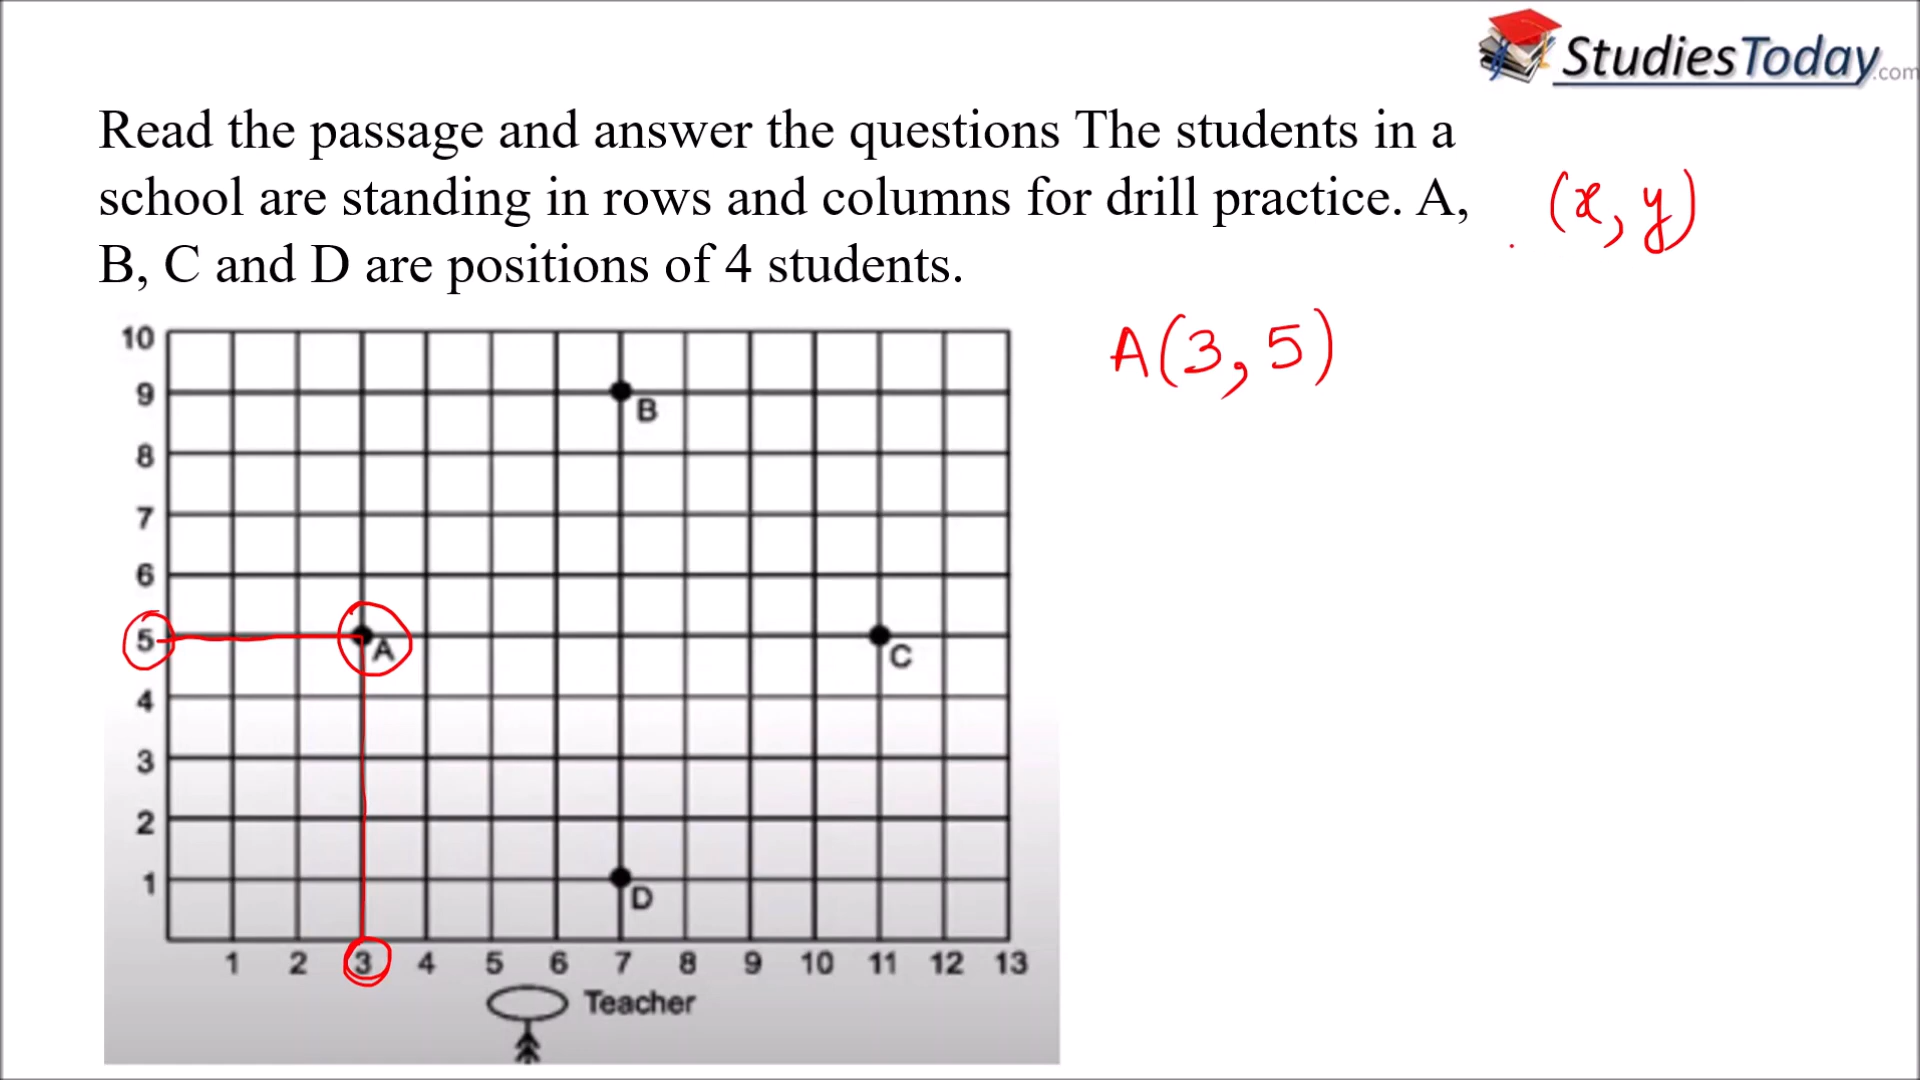 StudiesToday.com
Read the passage and answer the questions The students in a
school are standing in rows and columns for drill practice. A,
B, C and D are positions of 4 students.
(x, y)
A(3, 5)
10
9
B
8
7
6
5
A
C
4
3
2
1
D
1 2 3 4 5 6 7 8 9 10 11 12 13
Teacher